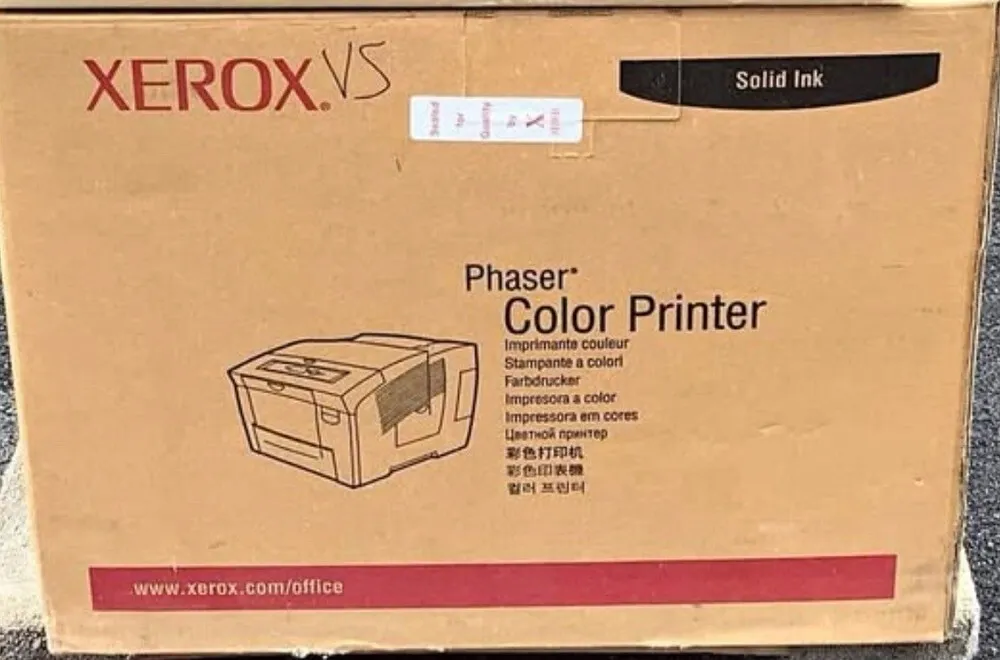 XEROX. VS
Solid Ink
Sealed
for
Quality
by
X
XEROX
Phaser®
Color Printer
Imprimante couleur
Stampante a colori
Farbdrucker
Impresora a color
Impressora em cores
Цветной принтер
彩色打印机
彩色印表機
컬러 프린터
www.xerox.com/office